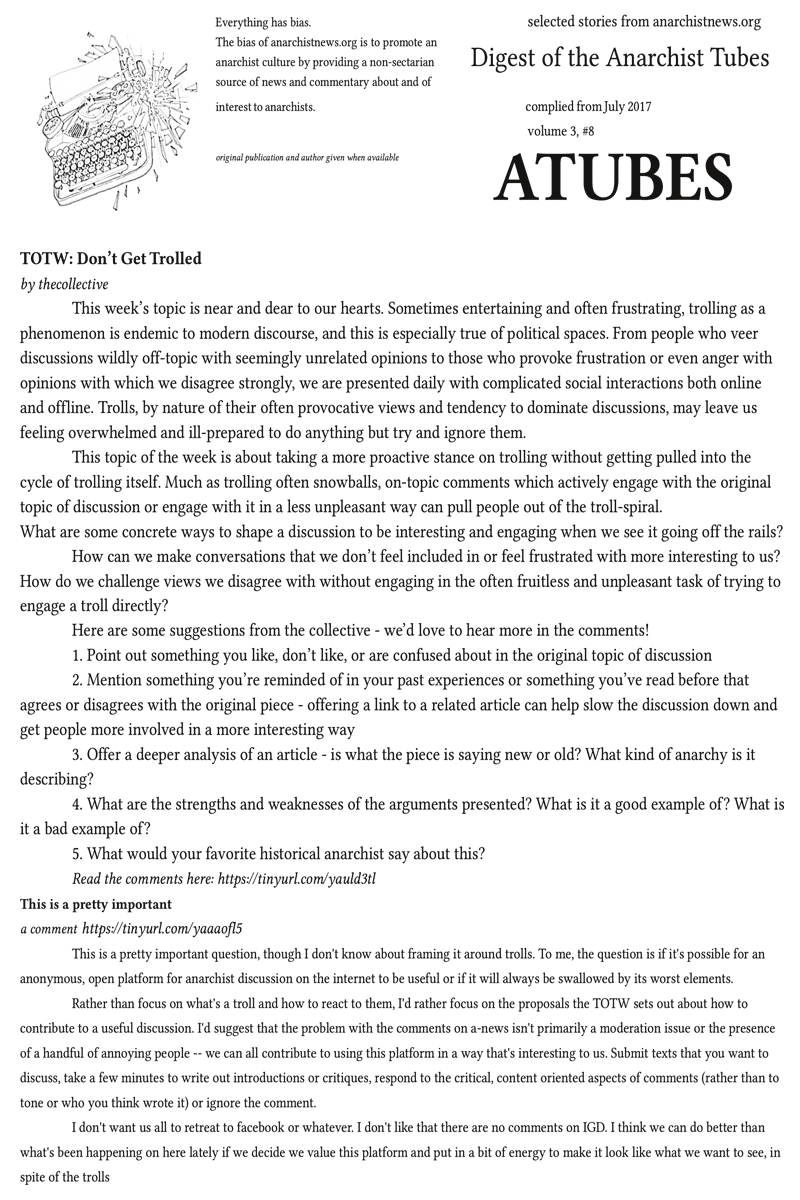 Everything has bias.
The bias of anarchistnews.org is to promote an
anarchist culture by providing a non-sectarian
source of news and commentary about and of
interest to anarchists.
original publication and author given when available
selected stories from anarchistnews.org
Digest of the Anarchist Tubes
complied from July 2017
volume 3, #8
ATUBES
TOTW: Don’t Get Trolled
by thecollective
This week’s topic is near and dear to our hearts. Sometimes entertaining and often frustrating, trolling as a
phenomenon is endemic to modern discourse, and this is especially true of political spaces. From people who veer
discussions wildly off-topic with seemingly unrelated opinions to those who provoke frustration or even anger with
opinions with which we disagree strongly, we are presented daily with complicated social interactions both online
and offline. Trolls, by nature of their often provocative views and tendency to dominate discussions, may leave us
feeling overwhelmed and ill-prepared to do anything but try and ignore them.
This topic of the week is about taking a more proactive stance on trolling without getting pulled into the
cycle of trolling itself. Much as trolling often snowballs, on-topic comments which actively engage with the original
topic of discussion or engage with it in a less unpleasant way can pull people out of the troll-spiral.
What are some concrete ways to shape a discussion to be interesting and engaging when we see it going off the rails?
How can we make conversations that we don’t feel included in or feel frustrated with more interesting to us?
How do we challenge views we disagree with without engaging in the often fruitless and unpleasant task of trying to
engage a troll directly?
Here are some suggestions from the collective - we’d love to hear more in the comments!
1. Point out something you like, don’t like, or are confused about in the original topic of discussion
2. Mention something you’re reminded of in your past experiences or something you’ve read before that
agrees or disagrees with the original piece - offering a link to a related article can help slow the discussion down and
get people more involved in a more interesting way
3. Offer a deeper analysis of an article - is what the piece is saying new or old? What kind of anarchy is it
describing?
4. What are the strengths and weaknesses of the arguments presented? What is it a good example of? What is
it a bad example of?
5. What would your favorite historical anarchist say about this?
Read the comments here: https://tinyurl.com/yauld3tl
This is a pretty important
a comment https://tinyurl.com/yaaaofl5
This is a pretty important question, though I don't know about framing it around trolls. To me, the question is if it's possible for an
anonymous, open platform for anarchist discussion on the internet to be useful or if it will always be swallowed by its worst elements.
Rather than focus on what's a troll and how to react to them, I'd rather focus on the proposals the TOTW sets out about how to
contribute to a useful discussion. I'd suggest that the problem with the comments on a-news isn't primarily a moderation issue or the presence
of a handful of annoying people -- we can all contribute to using this platform in a way that's interesting to us. Submit texts that you want to
discuss, take a few minutes to write out introductions or critiques, respond to the critical, content oriented aspects of comments (rather than to
tone or who you think wrote it) or ignore the comment.
I don't want us all to retreat to facebook or whatever. I don't like that there are no comments on IGD. I think we can do better than
what's been happening on here lately if we decide we value this platform and put in a bit of energy to make it look like what we want to see, in
spite of the trolls